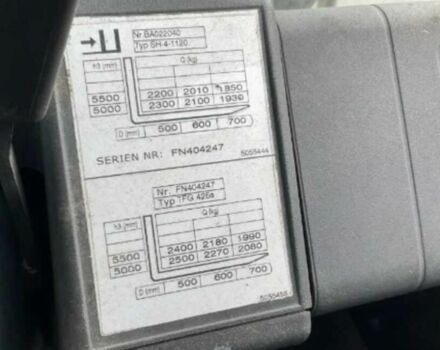 Nr.BA022040
Typ SH-4-1120
h3 (mm)
Q (kg)
5500 2200 2010 1850
5000 2300 2100 1930
D (mm) 500 600 700
SERIEN NR: FN404247
5055444
Nr. FN404247
Typ TFG 425s
h3 (mm)
Q (kg)
5500 2400 2180 1990
5000 2500 2270 2080
D (mm) 500 600 700